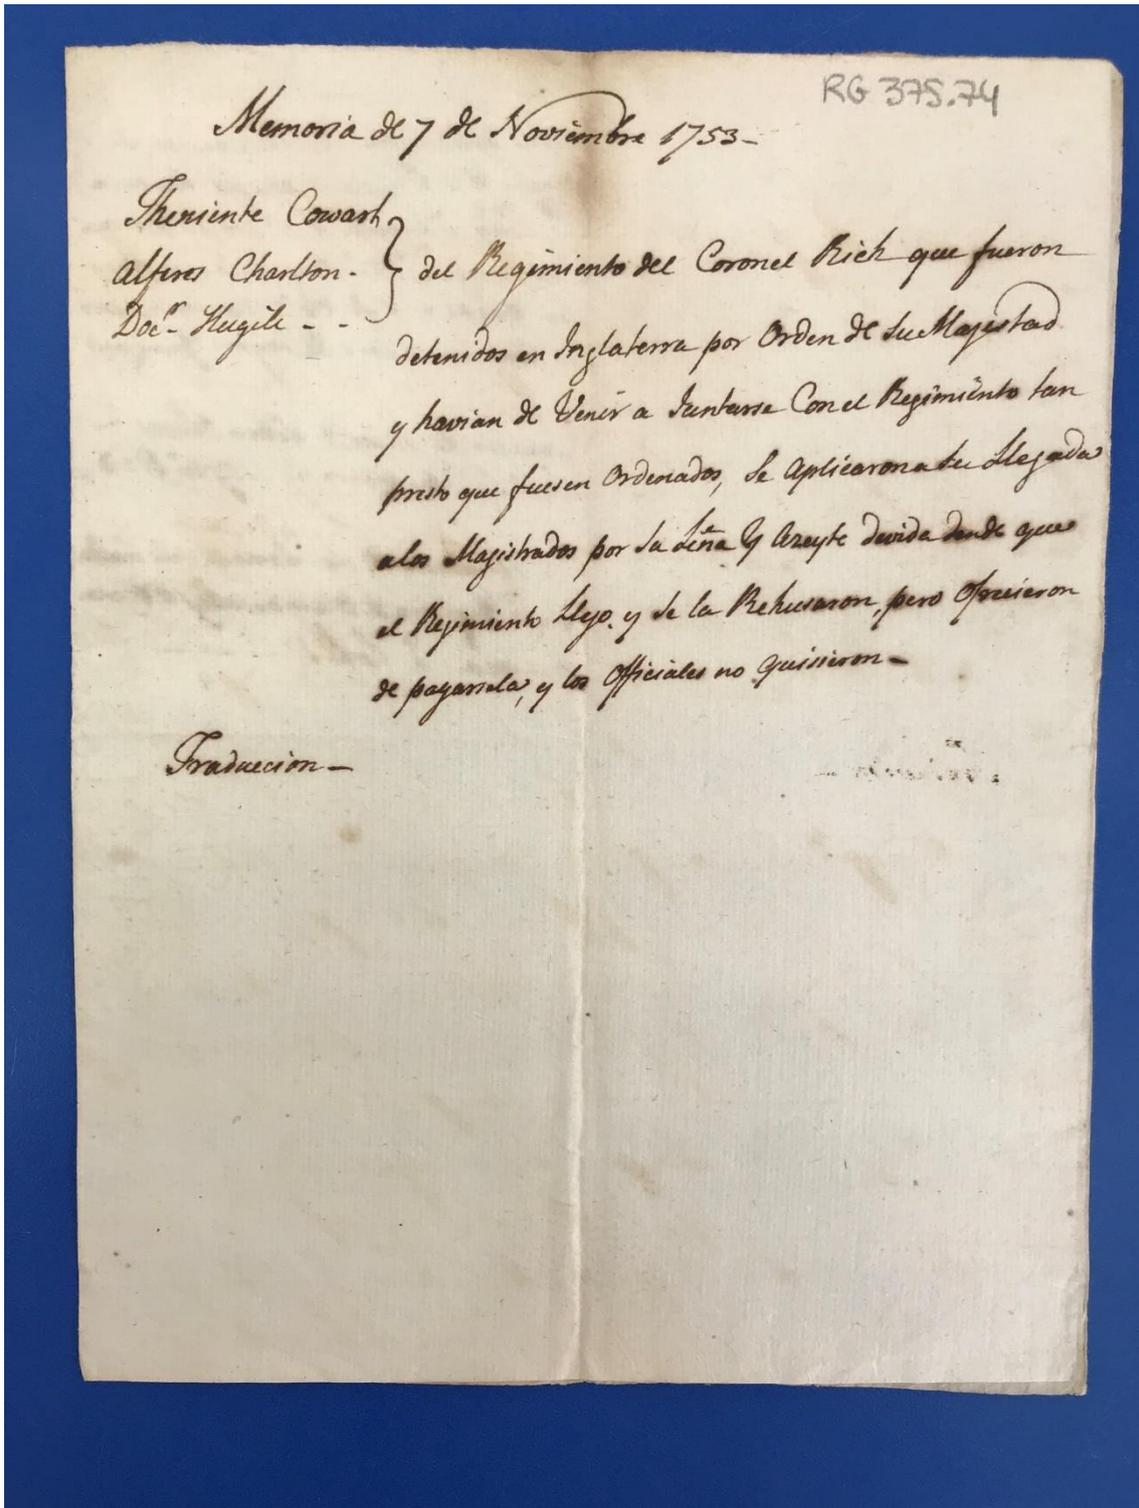 RG 375.74
Memoria de 7 de Noviembre 1753-
Theniente Cowart
Alferes Charlton -
Docr. Hugile - -
del Regimiento del Coronel Rich que fueron
detenidos en Inglaterra por Orden de Su Majestad
y havian de Venir a Juntarse Con el Regimiento tan
presto que fuesen Ordenados, se Aplicaron a su Llegada
a los Magistrados por la Leña y Azeyte devida desde que
el Regimiento Llego. y se la Rehusaron, pero Ofrecieron
de pagarsela, y los Officiales no Quisieron -
Traduccion -